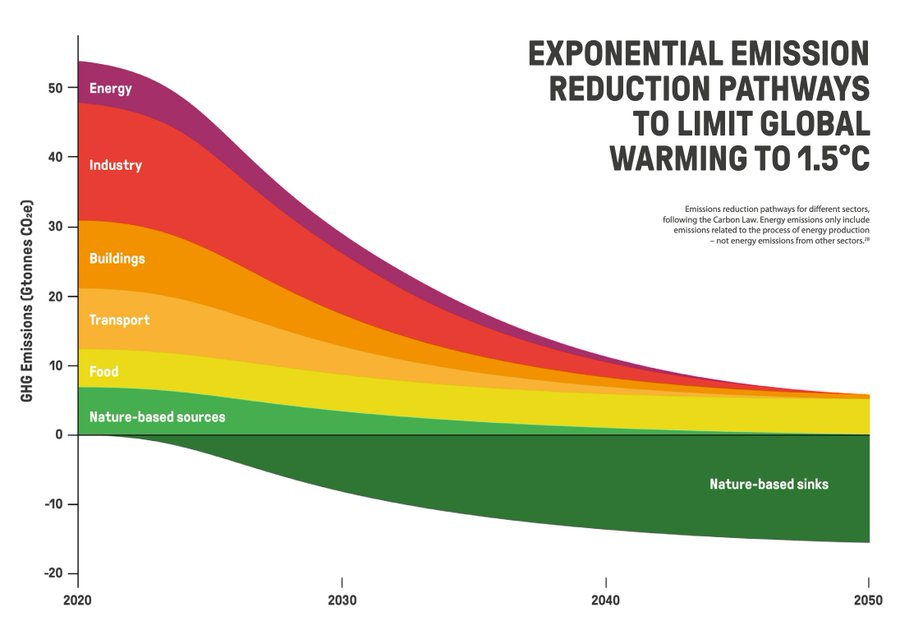 EXPONENTIAL EMISSION
REDUCTION PATHWAYS
TO LIMIT GLOBAL
WARMING TO 1.5°C
Emissions reduction pathways for different sectors,
following the Carbon Law. Energy emissions only include
emissions related to the process of energy production
– not energy emissions from other sectors.
GHG Emissions (Gtonnes CO₂e)
50
40
30
20
10
0
-10
-20
Energy
Industry
Buildings
Transport
Food
Nature-based sources
Nature-based sinks
2020
2030
2040
2050